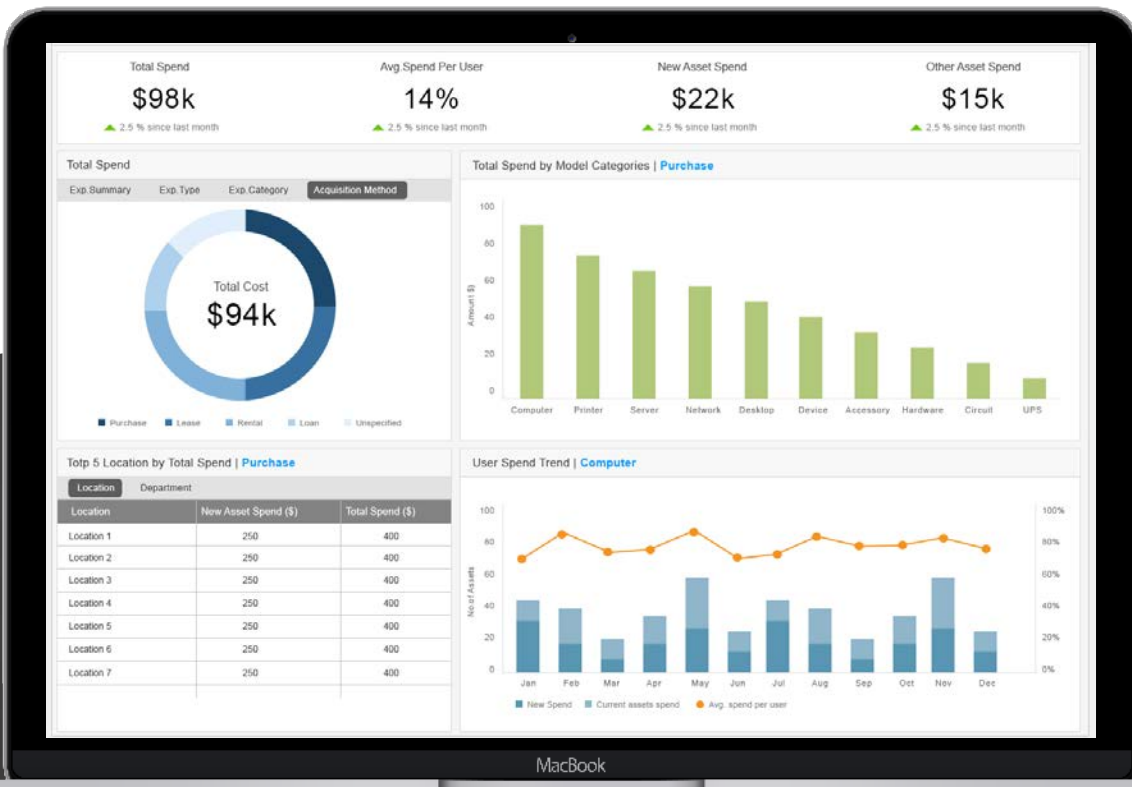 Total Spend
$98k
2.5 % since last month
Avg.Spend Per User
14%
2.5 % since last month
New Asset Spend
$22k
2.5 % since last month
Other Asset Spend
$15k
2.5 % since last month
Total Spend
Exp.Summary Exp.Type Exp.Category Acquisition Method
Total Cost
$94k
Purchase Lease Rental Loan Unspecified
Total Spend by Model Categories | Purchase
100
80
60
40
20
0
Amount $)
Computer Printer Server Network Desktop Device Accessory Hardware Circuit UPS
Totp 5 Location by Total Spend | Purchase
Location Department
Location New Asset Spend ($) Total Spend ($)
Location 1 250 400
Location 2 250 400
Location 3 250 400
Location 4 250 400
Location 5 250 400
Location 6 250 400
Location 7 250 400
User Spend Trend | Computer
100
80
60
40
20
0
No.of Assets
100%
80%
60%
40%
20%
0%
Jan Feb Mar Apr May Jun Jul Aug Sep Oct Nov Dec
New Spend Current assets spend Avg. spend per user
MacBook